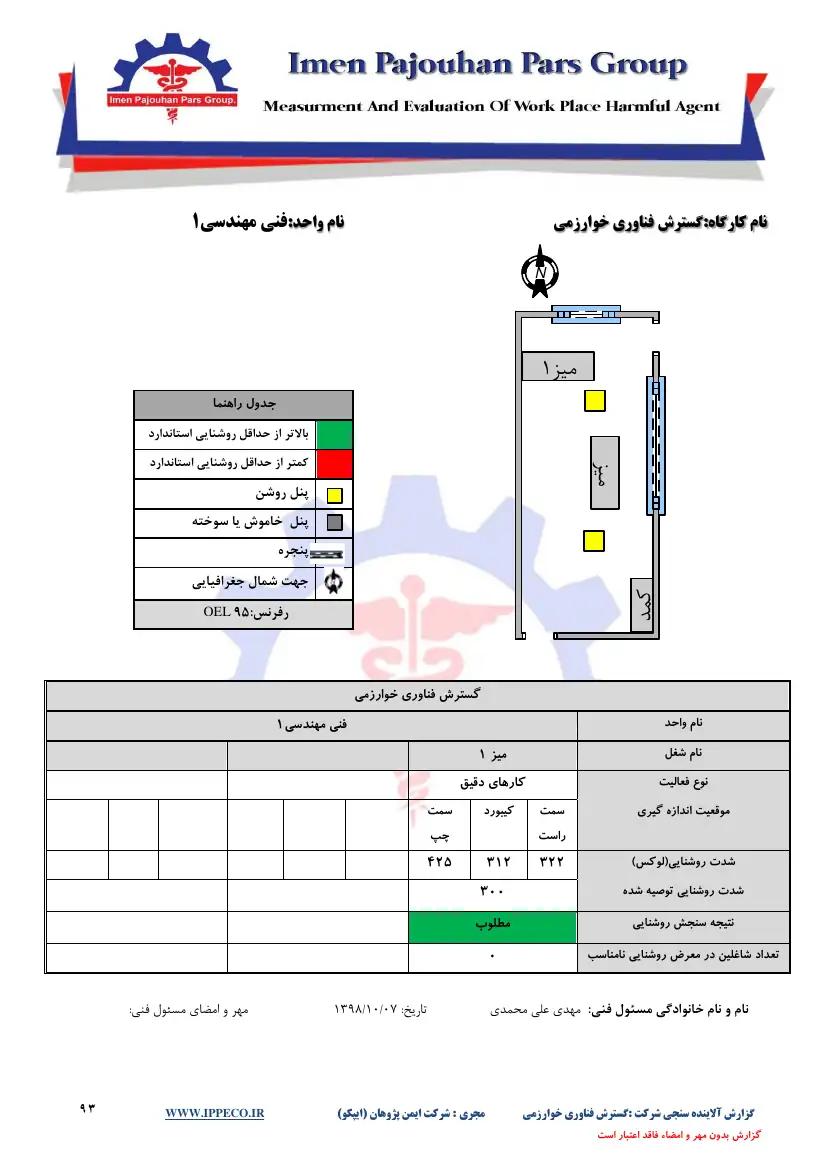 Imen Pajouhan Pars Group
Imen Pajouhan Pars Group.
Measurment And Evaluation Of Work Place Harmful Agent
نام کارگاه:گسترش فناوری خوارزمی
نام واحد:فنی مهندسی۱
N
میز۱
میز
کمد
جدول راهنما
بالاتر از حداقل روشنایی استاندارد
کمتر از حداقل روشنایی استاندارد
پنل روشن
پنل خاموش یا سوخته
پنجره
جهت شمال جغرافیایی
رفرنس:OEL ۹۵
گسترش فناوری خوارزمی
نام واحد فنی مهندسی۱
نام شغل میز ۱
نوع فعالیت کارهای دقیق
موقعیت اندازه گیری سمت راست کیبورد سمت چپ
شدت روشنایی(لوکس) ۳۲۲ ۳۱۲ ۴۲۵
شدت روشنایی توصیه شده ۳۰۰
نتیجه سنجش روشنایی مطلوب
تعداد شاغلین در معرض روشنایی نامناسب ۰
نام و نام خانوادگی مسئول فنی: مهدی علی محمدی تاریخ: ۱۳۹۸/۱۰/۰۷ مهر و امضای مسئول فنی:
گزارش آلاینده سنجی شرکت :گسترش فناوری خوارزمی مجری : شرکت ایمن پژوهان (ایپکو) WWW.IPPECO.IR ۹۳
گزارش بدون مهر و امضاء فاقد اعتبار است